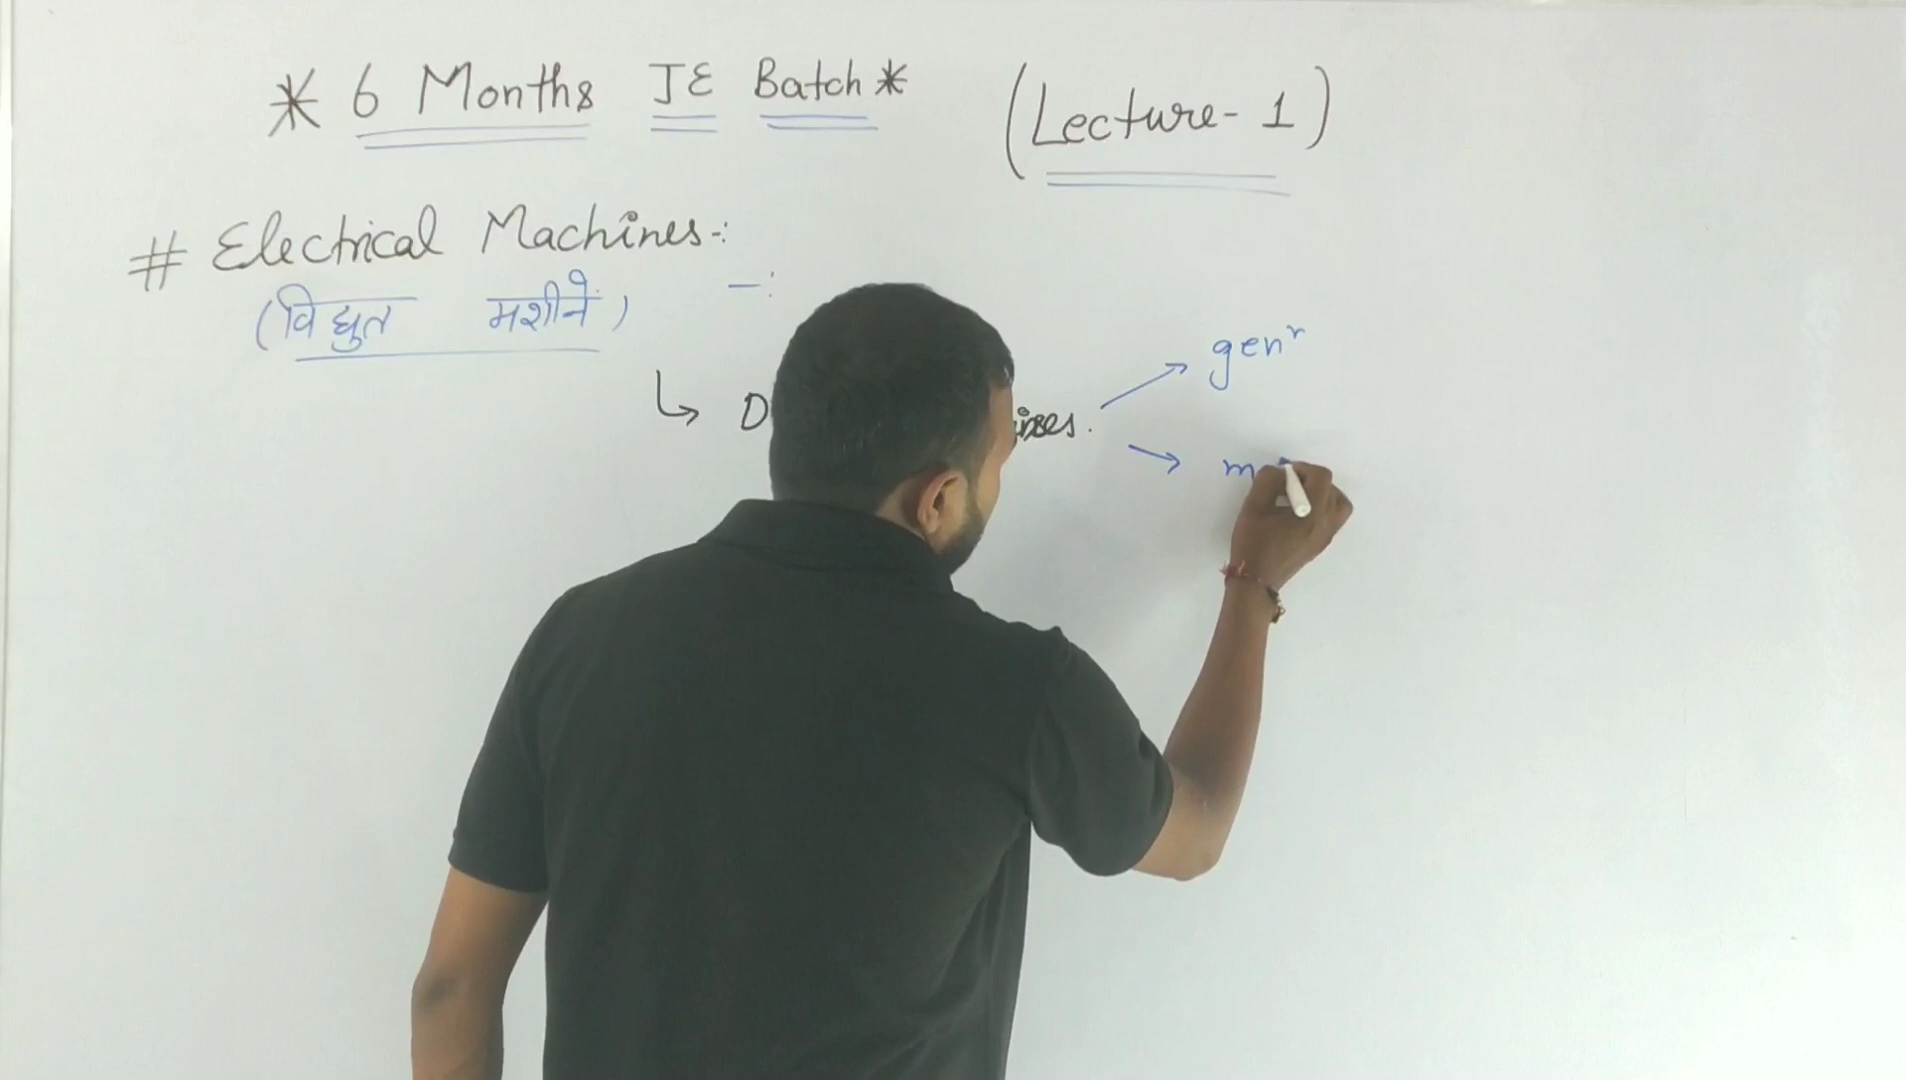 * 6 Months JE Batch * (Lecture-1)
# Electrical Machines-:
(विद्युत मशीनें) -:
genr